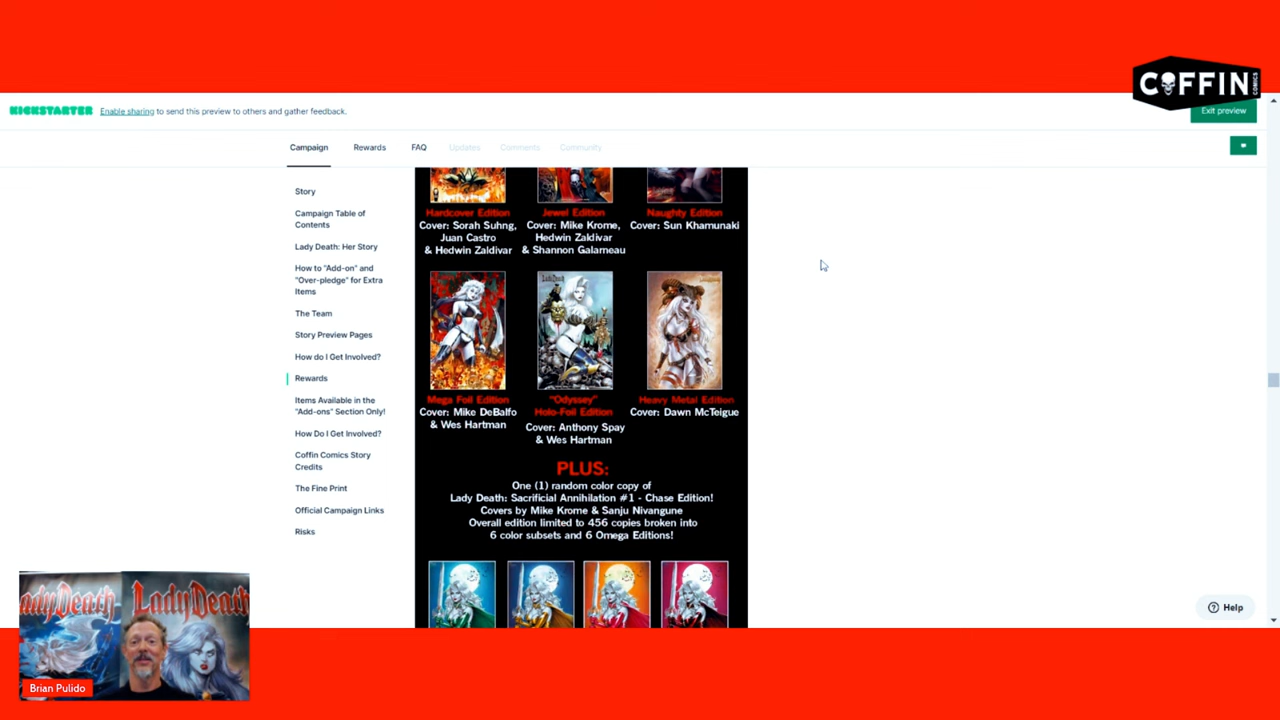 COFFIN
COMICS
KICKSTARTER
Enable sharing to send this preview to others and gather feedback.
Exit preview
Campaign
Rewards
FAQ
Updates
Comments
Community
Story
Campaign Table of
Contents
Lady Death: Her Story
How to "Add-on" and
"Over-pledge" for Extra
Items
The Team
Story Preview Pages
How do I Get Involved?
Rewards
Items Available in the
"Add-ons" Section Only!
How Do I Get Involved?
Coffin Comics Story
Credits
The Fine Print
Official Campaign Links
Risks
Hardcover Edition
Cover: Sorah Suhng,
Juan Castro
& Hedwin Zaldivar
Jewel Edition
Cover: Mike Krome,
Hedwin Zaldivar
& Shannon Galarneau
Naughty Edition
Cover: Sun Khamunaki
Mega Foil Edition
Cover: Mike DeBalfo
& Wes Hartman
"Odyssey"
Holo-Foil Edition
Cover: Anthony Spay
& Wes Hartman
Heavy Metal Edition
Cover: Dawn McTeigue
PLUS:
One (1) random color copy of
Lady Death: Sacrificial Annihilation #1 - Chase Edition!
Covers by Mike Krome & Sanju Nivangune
Overall edition limited to 456 copies broken into
6 color subsets and 6 Omega Editions!
Help
adyDeath
LadyDeath
Brian Pulido